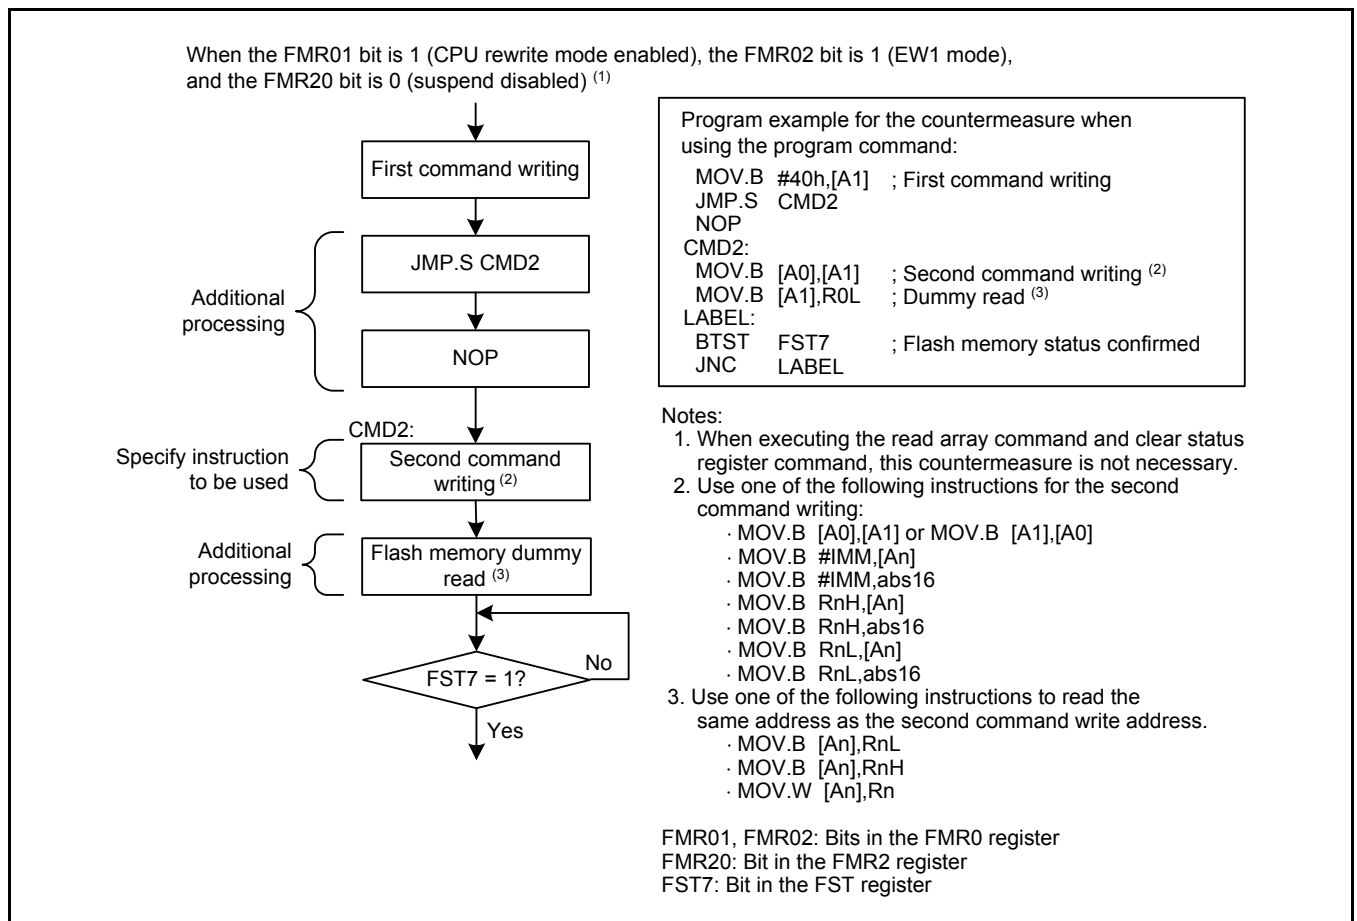 When the FMR01 bit is 1 (CPU rewrite mode enabled), the FMR02 bit is 1 (EW1 mode),
and the FMR20 bit is 0 (suspend disabled) (1)
First command writing
Additional
processing
JMP.S CMD2
NOP
CMD2:
Specify instruction
to be used
Second command
writing (2)
Additional
processing
Flash memory dummy
read (3)
FST7 = 1?
No
Yes
Program example for the countermeasure when
using the program command:
MOV.B #40h,[A1] ; First command writing
JMP.S CMD2
NOP
CMD2:
MOV.B [A0],[A1] ; Second command writing (2)
MOV.B [A1],R0L ; Dummy read (3)
LABEL:
BTST FST7 ; Flash memory status confirmed
JNC LABEL
Notes:
1. When executing the read array command and clear status
register command, this countermeasure is not necessary.
2. Use one of the following instructions for the second
command writing:
· MOV.B [A0],[A1] or MOV.B [A1],[A0]
· MOV.B #IMM,[An]
· MOV.B #IMM,abs16
· MOV.B RnH,[An]
· MOV.B RnH,abs16
· MOV.B RnL,[An]
· MOV.B RnL,abs16
3. Use one of the following instructions to read the
same address as the second command write address.
· MOV.B [An],RnL
· MOV.B [An],RnH
· MOV.W [An],Rn
FMR01, FMR02: Bits in the FMR0 register
FMR20: Bit in the FMR2 register
FST7: Bit in the FST register